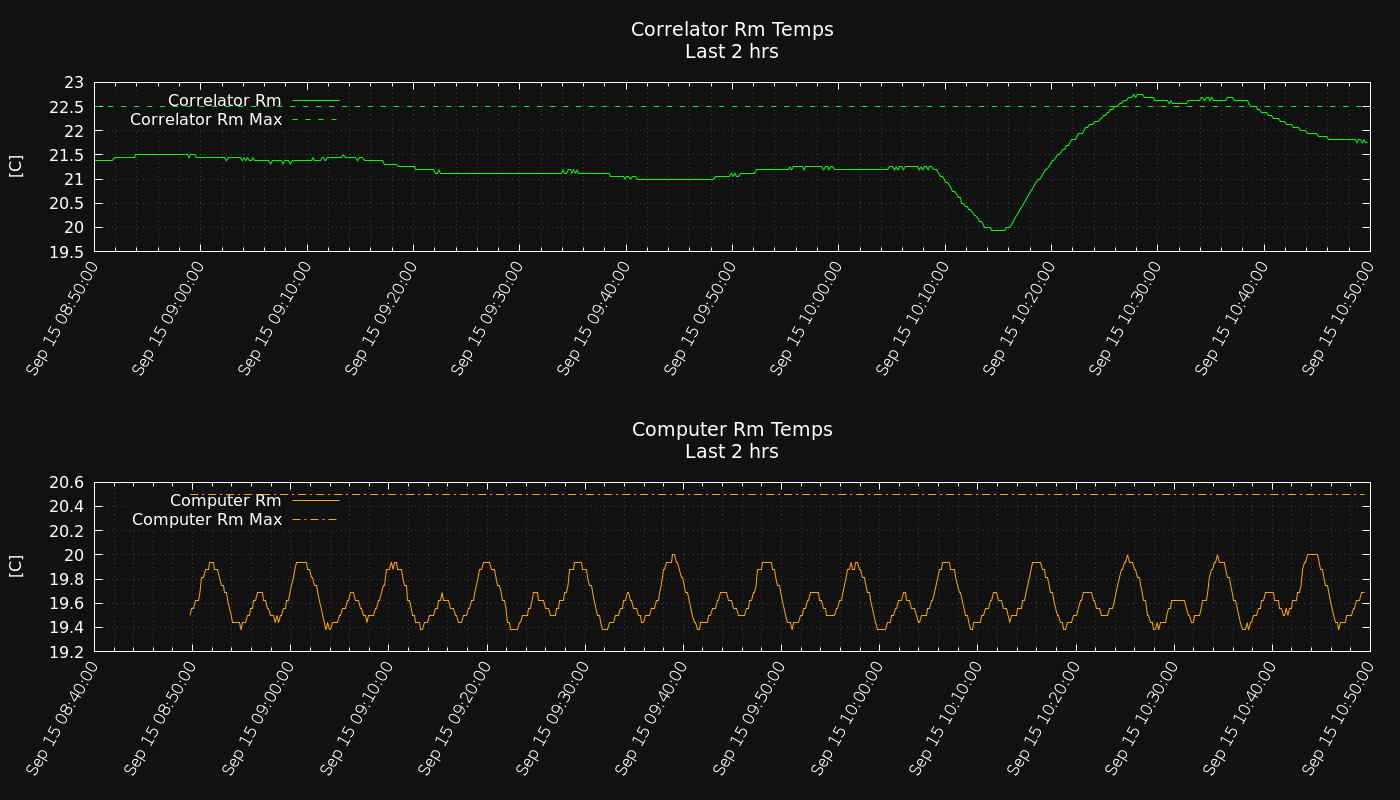 Correlator Rm Temps
Last 2 hrs
[C]
23
22.5
22
21.5
21
20.5
20
19.5
Correlator Rm
Correlator Rm Max
Sep 15 08:50:00
Sep 15 09:00:00
Sep 15 09:10:00
Sep 15 09:20:00
Sep 15 09:30:00
Sep 15 09:40:00
Sep 15 09:50:00
Sep 15 10:00:00
Sep 15 10:10:00
Sep 15 10:20:00
Sep 15 10:30:00
Sep 15 10:40:00
Sep 15 10:50:00
Computer Rm Temps
Last 2 hrs
[C]
20.6
20.4
20.2
20
19.8
19.6
19.4
19.2
Computer Rm
Computer Rm Max
Sep 15 08:40:00
Sep 15 08:50:00
Sep 15 09:00:00
Sep 15 09:10:00
Sep 15 09:20:00
Sep 15 09:30:00
Sep 15 09:40:00
Sep 15 09:50:00
Sep 15 10:00:00
Sep 15 10:10:00
Sep 15 10:20:00
Sep 15 10:30:00
Sep 15 10:40:00
Sep 15 10:50:00